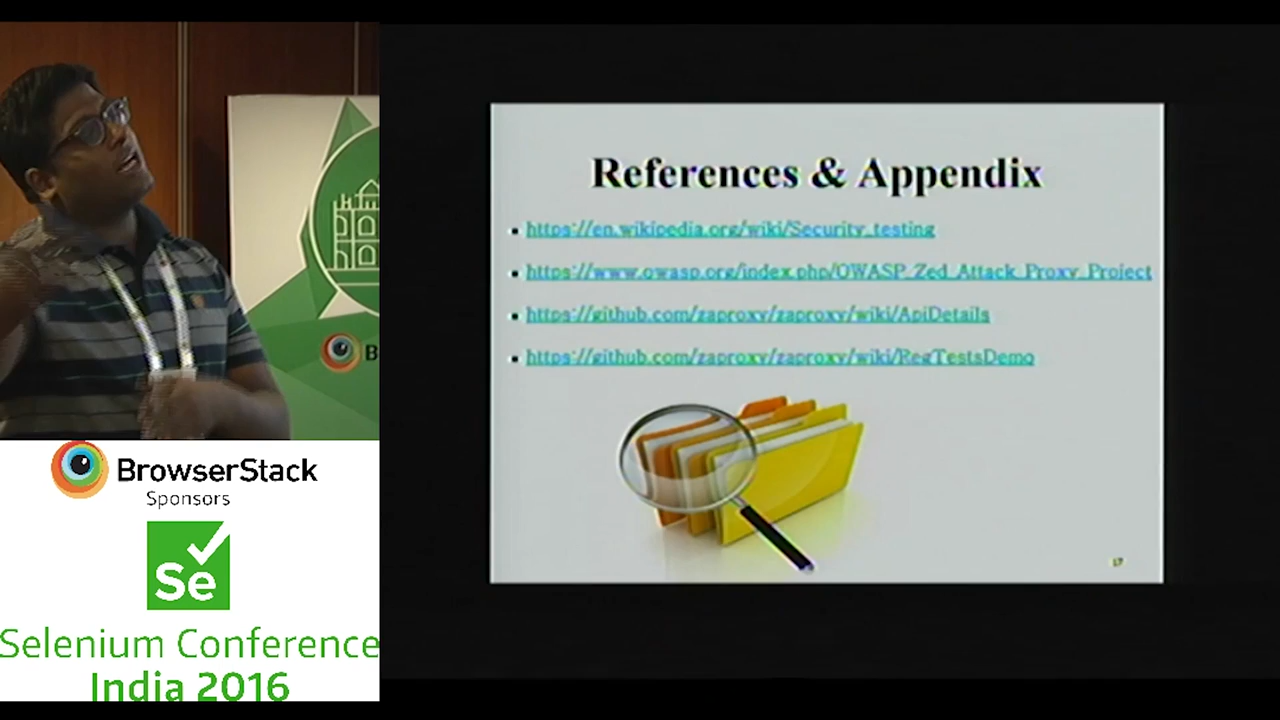 References & Appendix
https://en.wikipedia.org/wiki/Security_testing
https://www.owasp.org/index.php/OWASP_Zed_Attack_Proxy_Project
https://github.com/zaproxy/zaproxy/wiki/ApiDetails
https://github.com/zaproxy/zaproxy/wiki/RegTestsDemo
17
B
BrowserStack
Sponsors
Se
Selenium Conference
India 2016